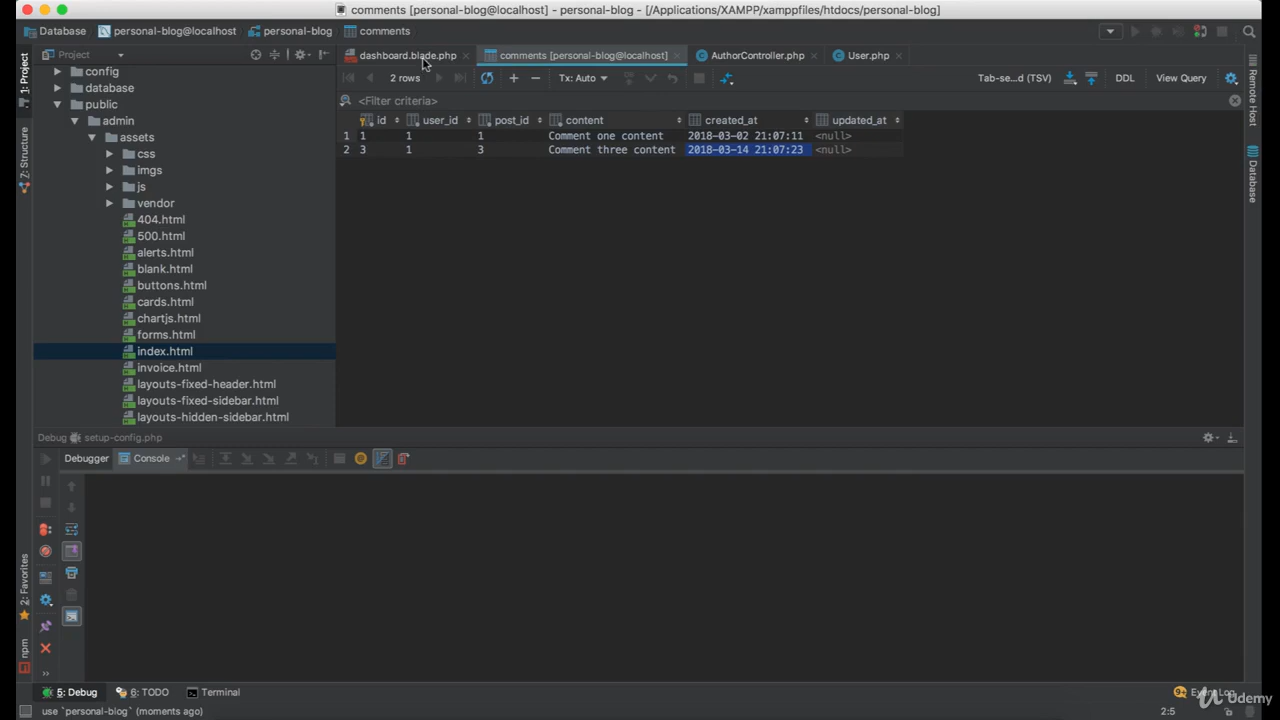 comments [personal-blog@localhost] - personal-blog - [/Applications/XAMPP/xamppfiles/htdocs/personal-blog]
Database personal-blog@localhost personal-blog comments
Project
dashboard.blade.php comments [personal-blog@localhost] AuthorController.php User.php
2 rows Tx: Auto Tab-se...d (TSV) DDL View Query
<Filter criteria>
id user_id post_id content created_at updated_at
1 1 1 1 Comment one content 2018-03-02 21:07:11 <null>
2 3 1 3 Comment three content 2018-03-14 21:07:23 <null>
config
database
public
admin
assets
css
imgs
js
vendor
404.html
500.html
alerts.html
blank.html
buttons.html
cards.html
chartjs.html
forms.html
index.html
invoice.html
layouts-fixed-header.html
layouts-fixed-sidebar.html
layouts-hidden-sidebar.html
1: Project
Z: Structure
2: Favorites
npm
Remote Host
Database
Debug setup-config.php
Debugger Console
5: Debug 6: TODO Terminal
9+ Event Log
Udemy
use `personal-blog` (moments ago)
2:5